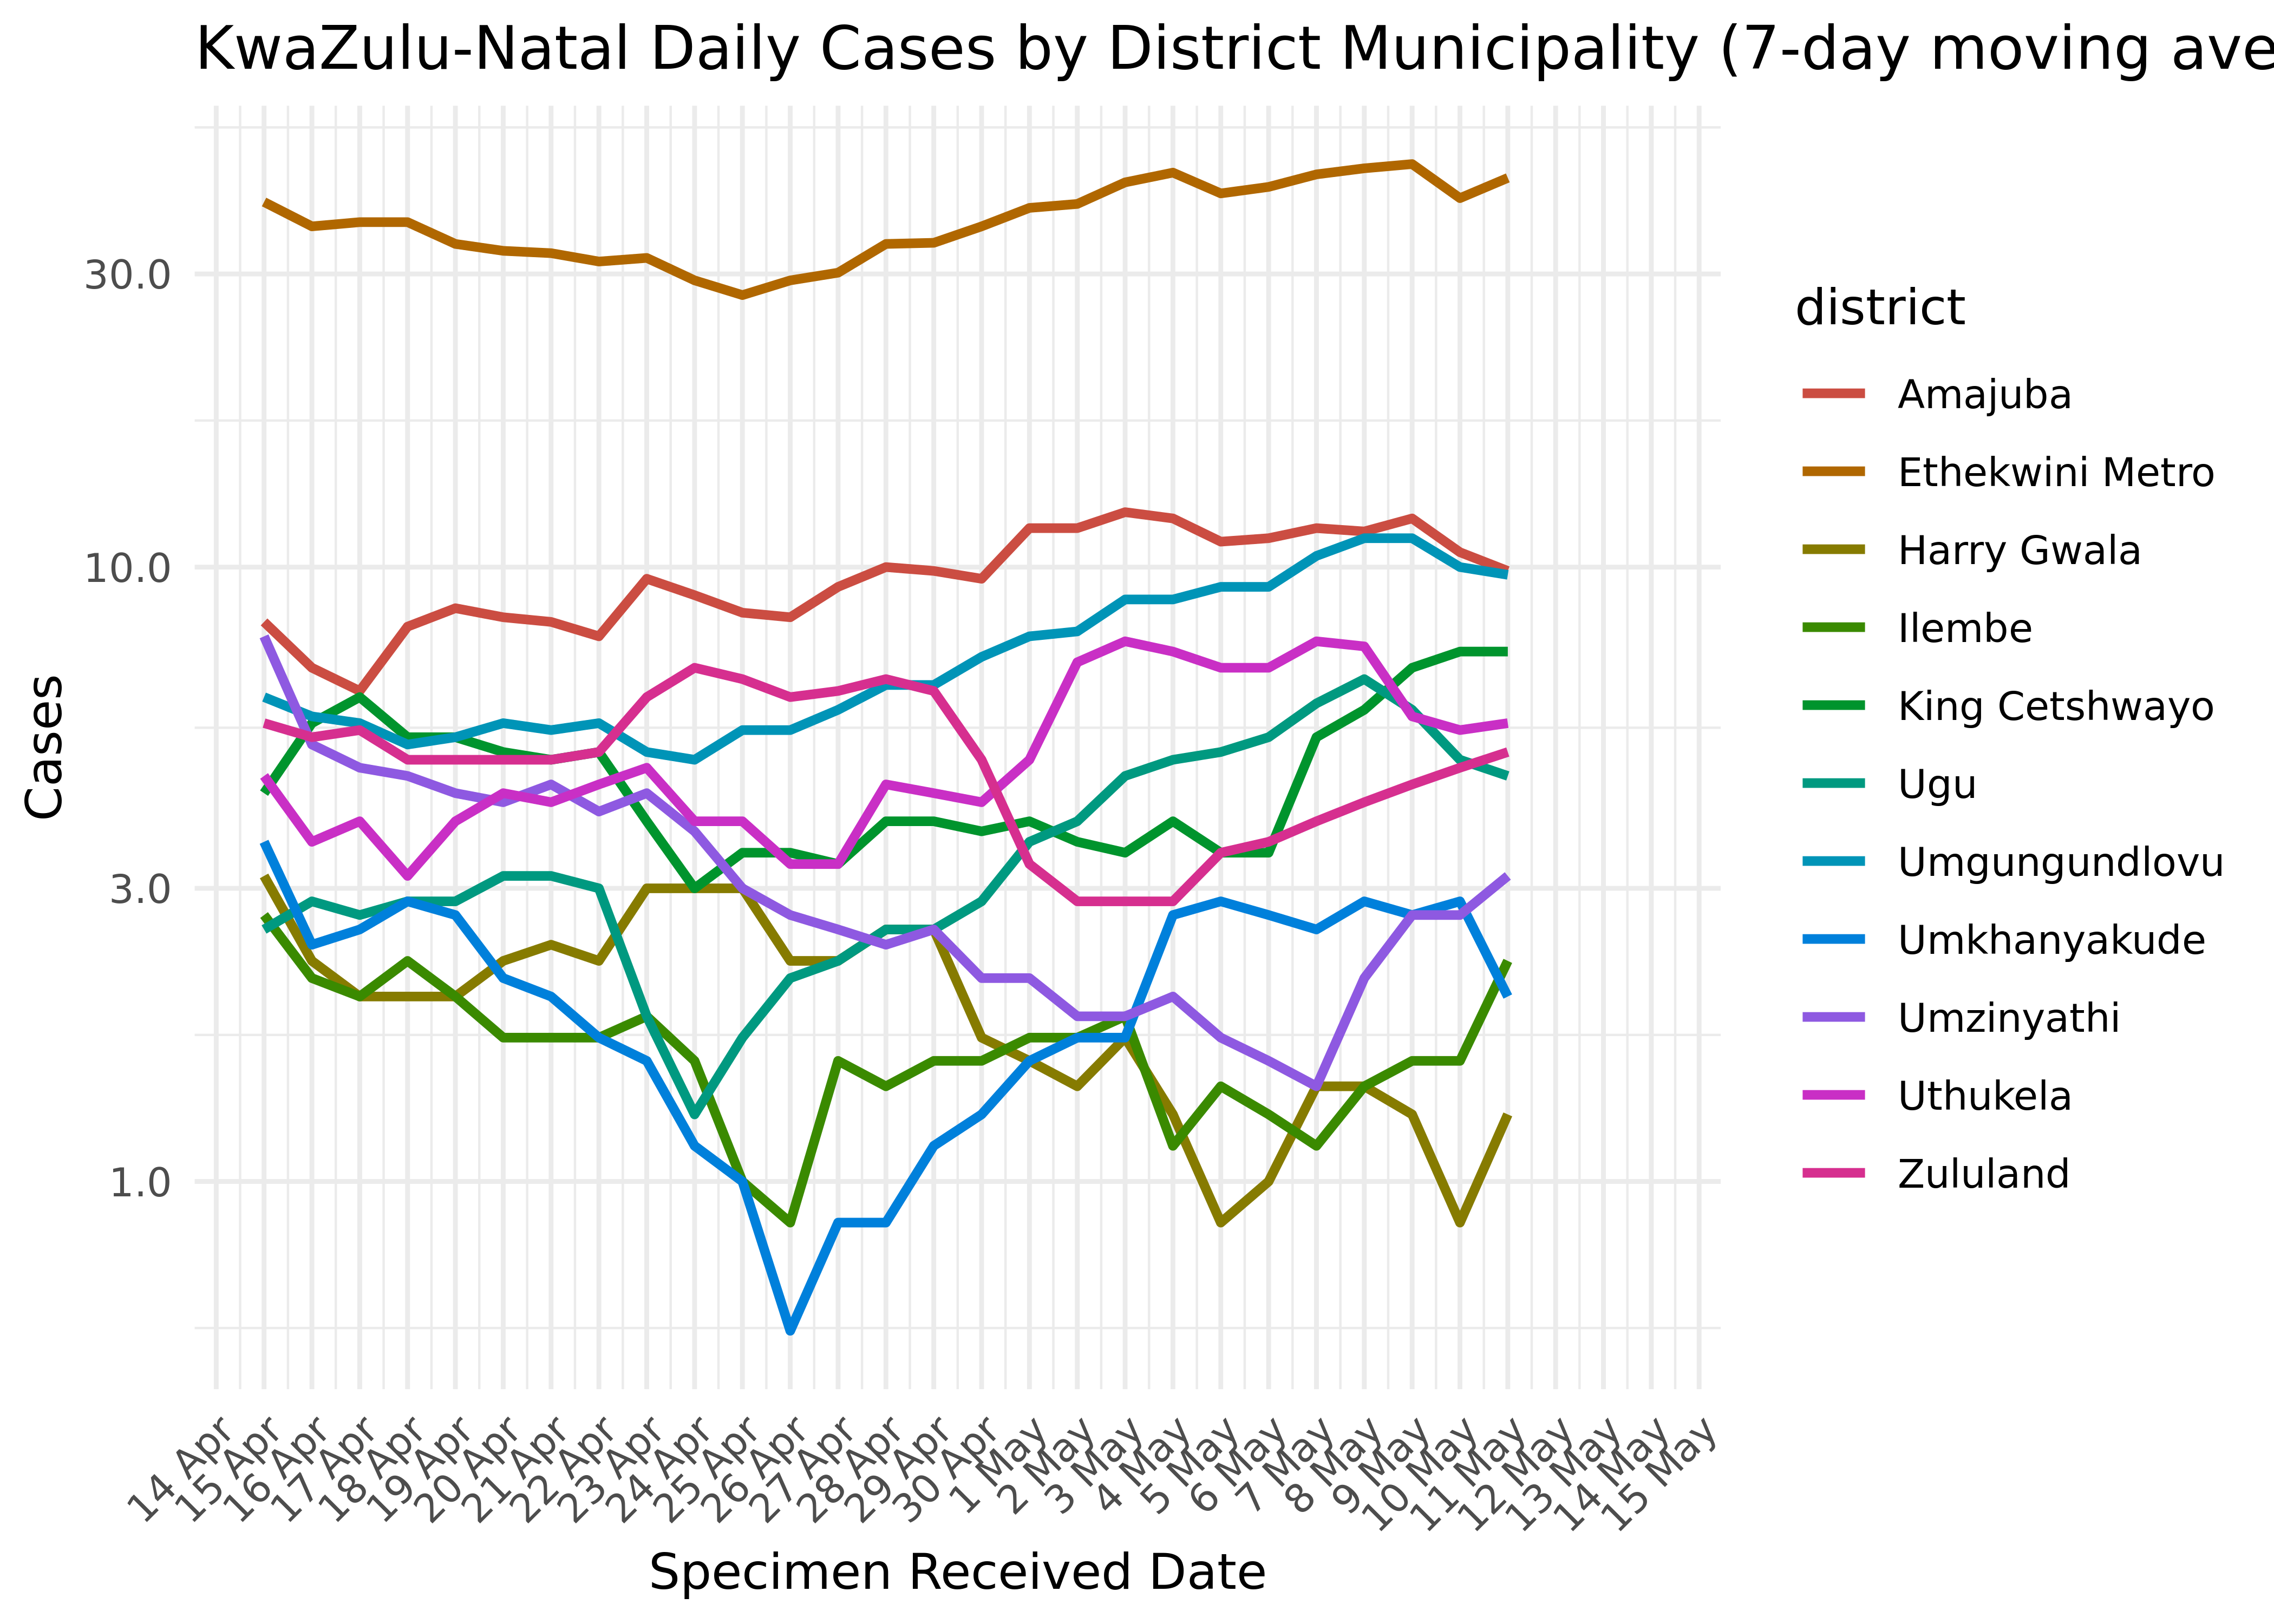 KwaZulu-Natal Daily Cases by District Municipality (7-day moving ave
Cases
30.0
10.0
3.0
1.0
14 Apr
15 Apr
16 Apr
17 Apr
18 Apr
19 Apr
20 Apr
21 Apr
22 Apr
23 Apr
24 Apr
25 Apr
26 Apr
27 Apr
28 Apr
29 Apr
30 Apr
1 May
2 May
3 May
4 May
5 May
6 May
7 May
8 May
9 May
10 May
11 May
12 May
13 May
14 May
15 May
Specimen Received Date
district
Amajuba
Ethekwini Metro
Harry Gwala
Ilembe
King Cetshwayo
Ugu
Umgungundlovu
Umkhanyakude
Umzinyathi
Uthukela
Zululand